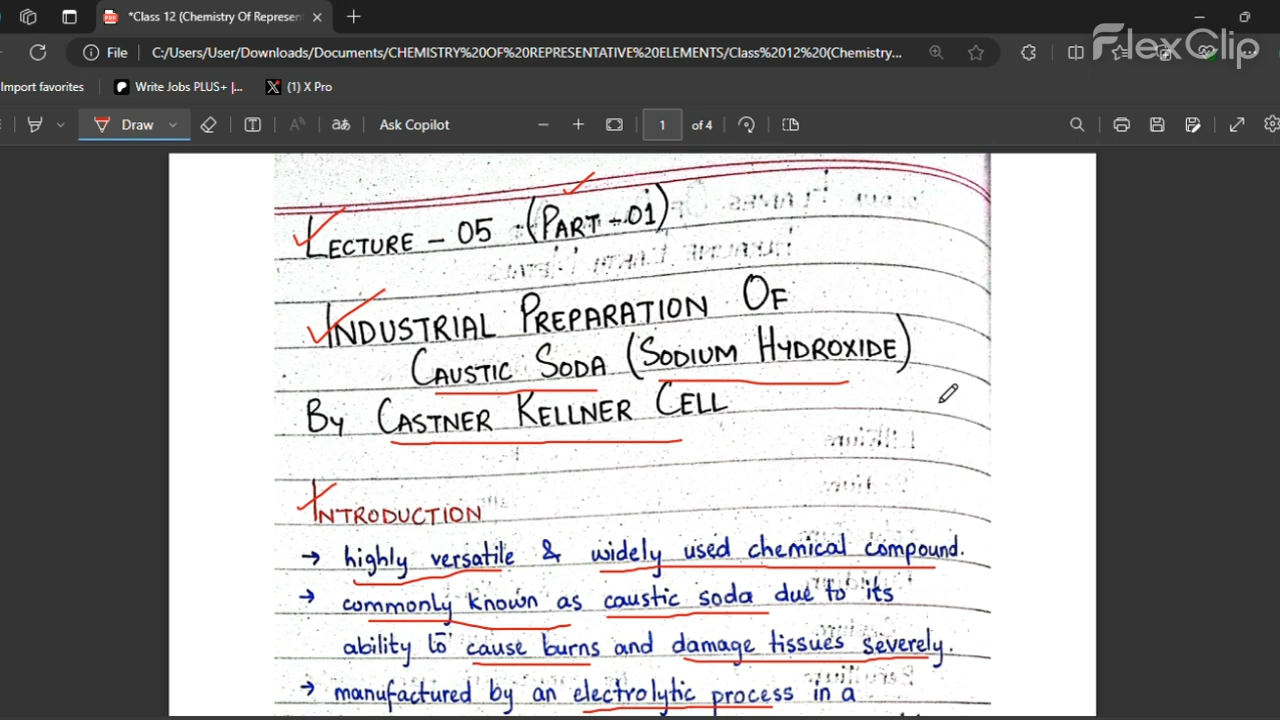 *Class 12 (Chemistry Of Represen
File C:/Users/User/Downloads/Documents/CHEMISTRY%20OF%20REPRESENTATIVE%20ELEMENTS/Class%2012%20(Chemistry...
FlexClip
Import favorites Write Jobs PLUS+ |... (1) X Pro
Draw Ask Copilot 1 of 4
LECTURE - 05 (PART - 01)
INDUSTRIAL PREPARATION OF
CAUSTIC SODA (SODIUM HYDROXIDE)
By CASTNER KELLNER CELL
INTRODUCTION
→ highly versatile & widely used chemical compound.
→ commonly known as caustic soda due to its
ability to cause burns and damage tissues severely.
→ manufactured by an electrolytic process in a